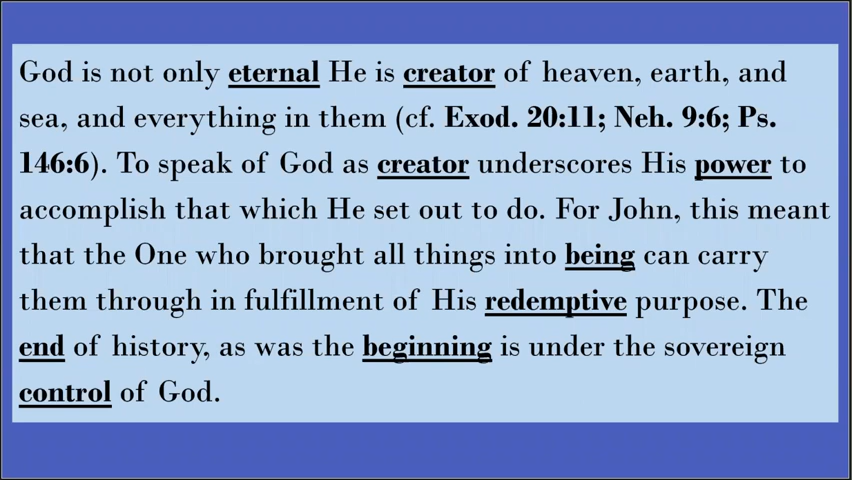 God is not only eternal He is creator of heaven, earth, and
sea, and everything in them (cf. Exod. 20:11; Neh. 9:6; Ps.
146:6). To speak of God as creator underscores His power to
accomplish that which He set out to do. For John, this meant
that the One who brought all things into being can carry
them through in fulfillment of His redemptive purpose. The
end of history, as was the beginning is under the sovereign
control of God.